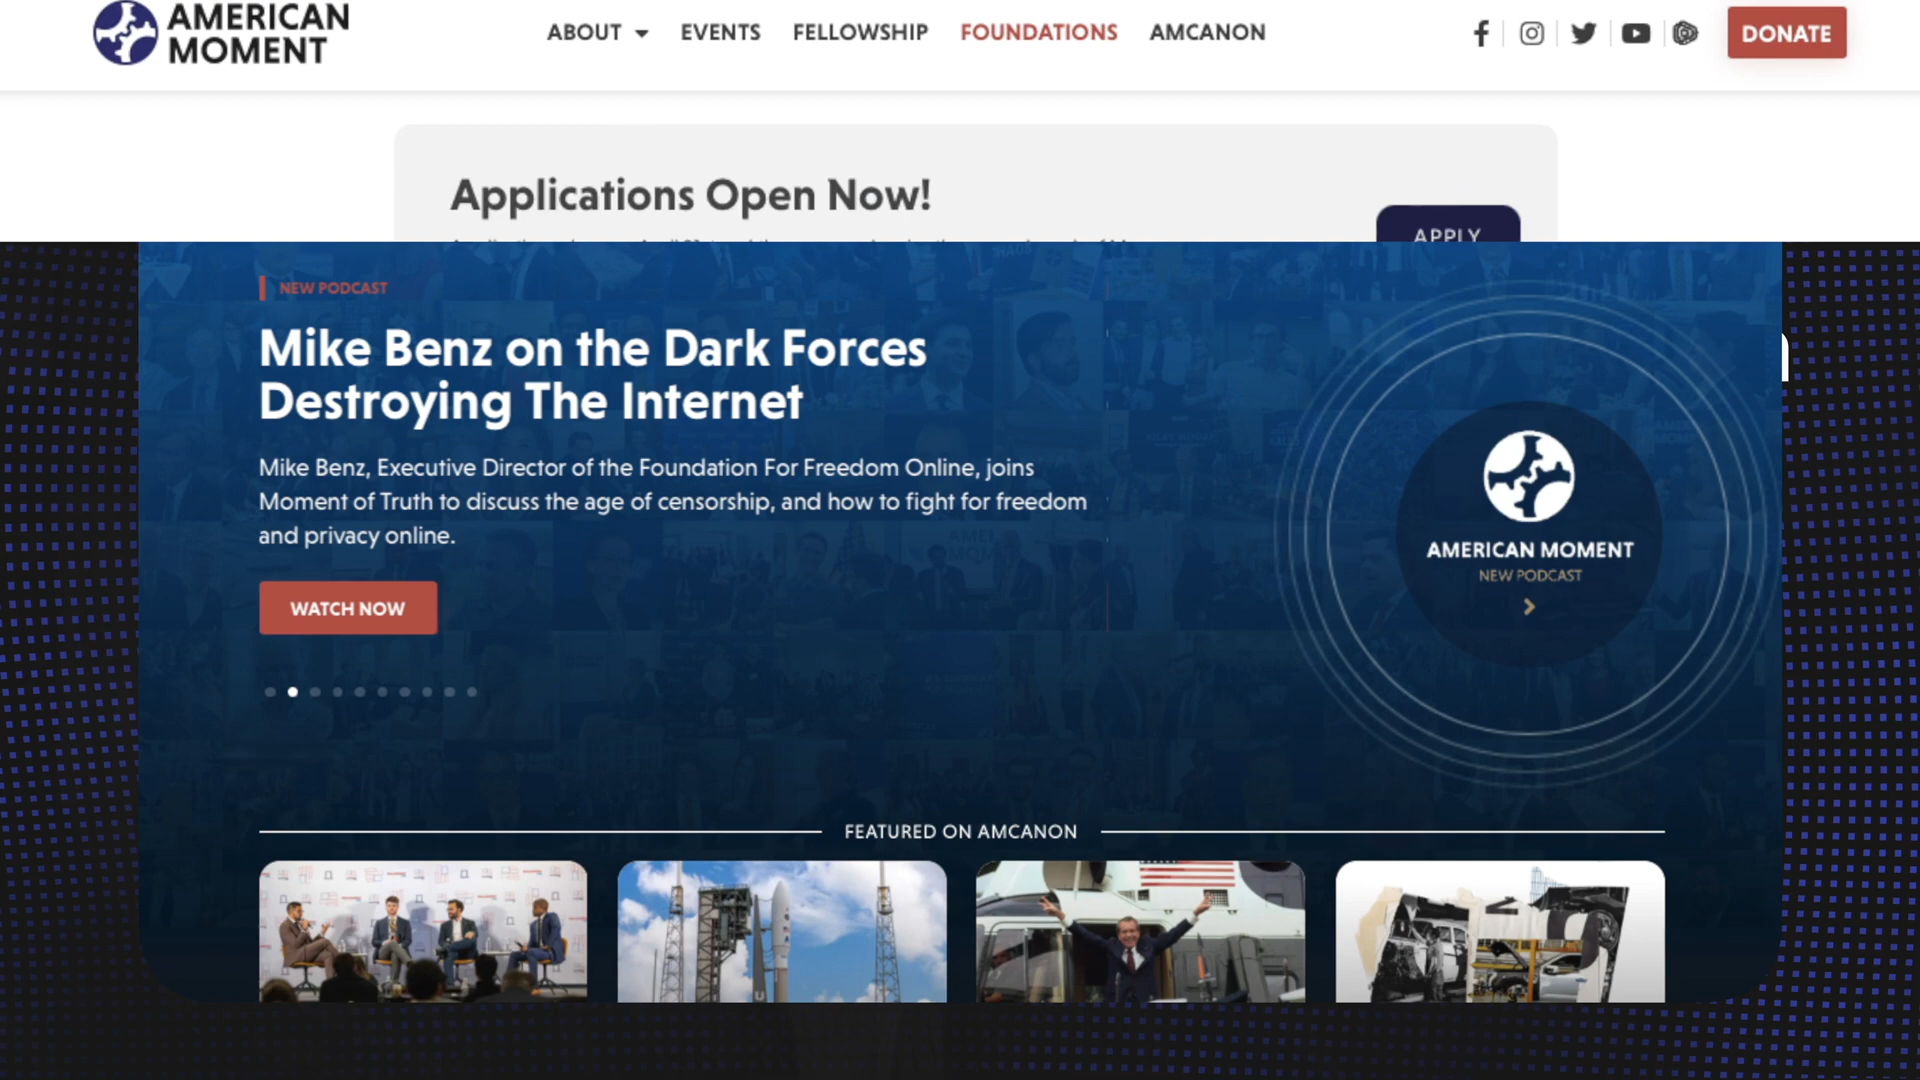 AMERICAN
MOMENT
ABOUT
EVENTS
FELLOWSHIP
FOUNDATIONS
AMCANON
DONATE
Applications Open Now!
APPLY
NEW PODCAST
Mike Benz on the Dark Forces
Destroying The Internet
Mike Benz, Executive Director of the Foundation For Freedom Online, joins
Moment of Truth to discuss the age of censorship, and how to fight for freedom
and privacy online.
WATCH NOW
AMERICAN MOMENT
NEW PODCAST
FEATURED ON AMCANON